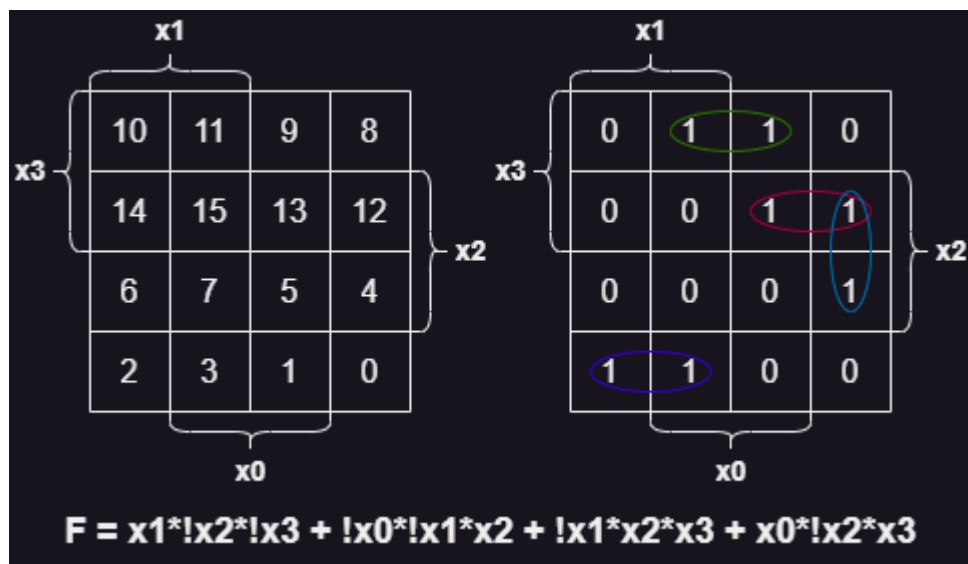 x1 x1
10 11 9 8 0 1 1 0
x3 x3
14 15 13 12 0 0 1 1
x2 x2
6 7 5 4 0 0 0 1
2 3 1 0 1 1 0 0
x0 x0
F = x1*!x2*!x3 + !x0*!x1*x2 + !x1*x2*x3 + x0*!x2*x3